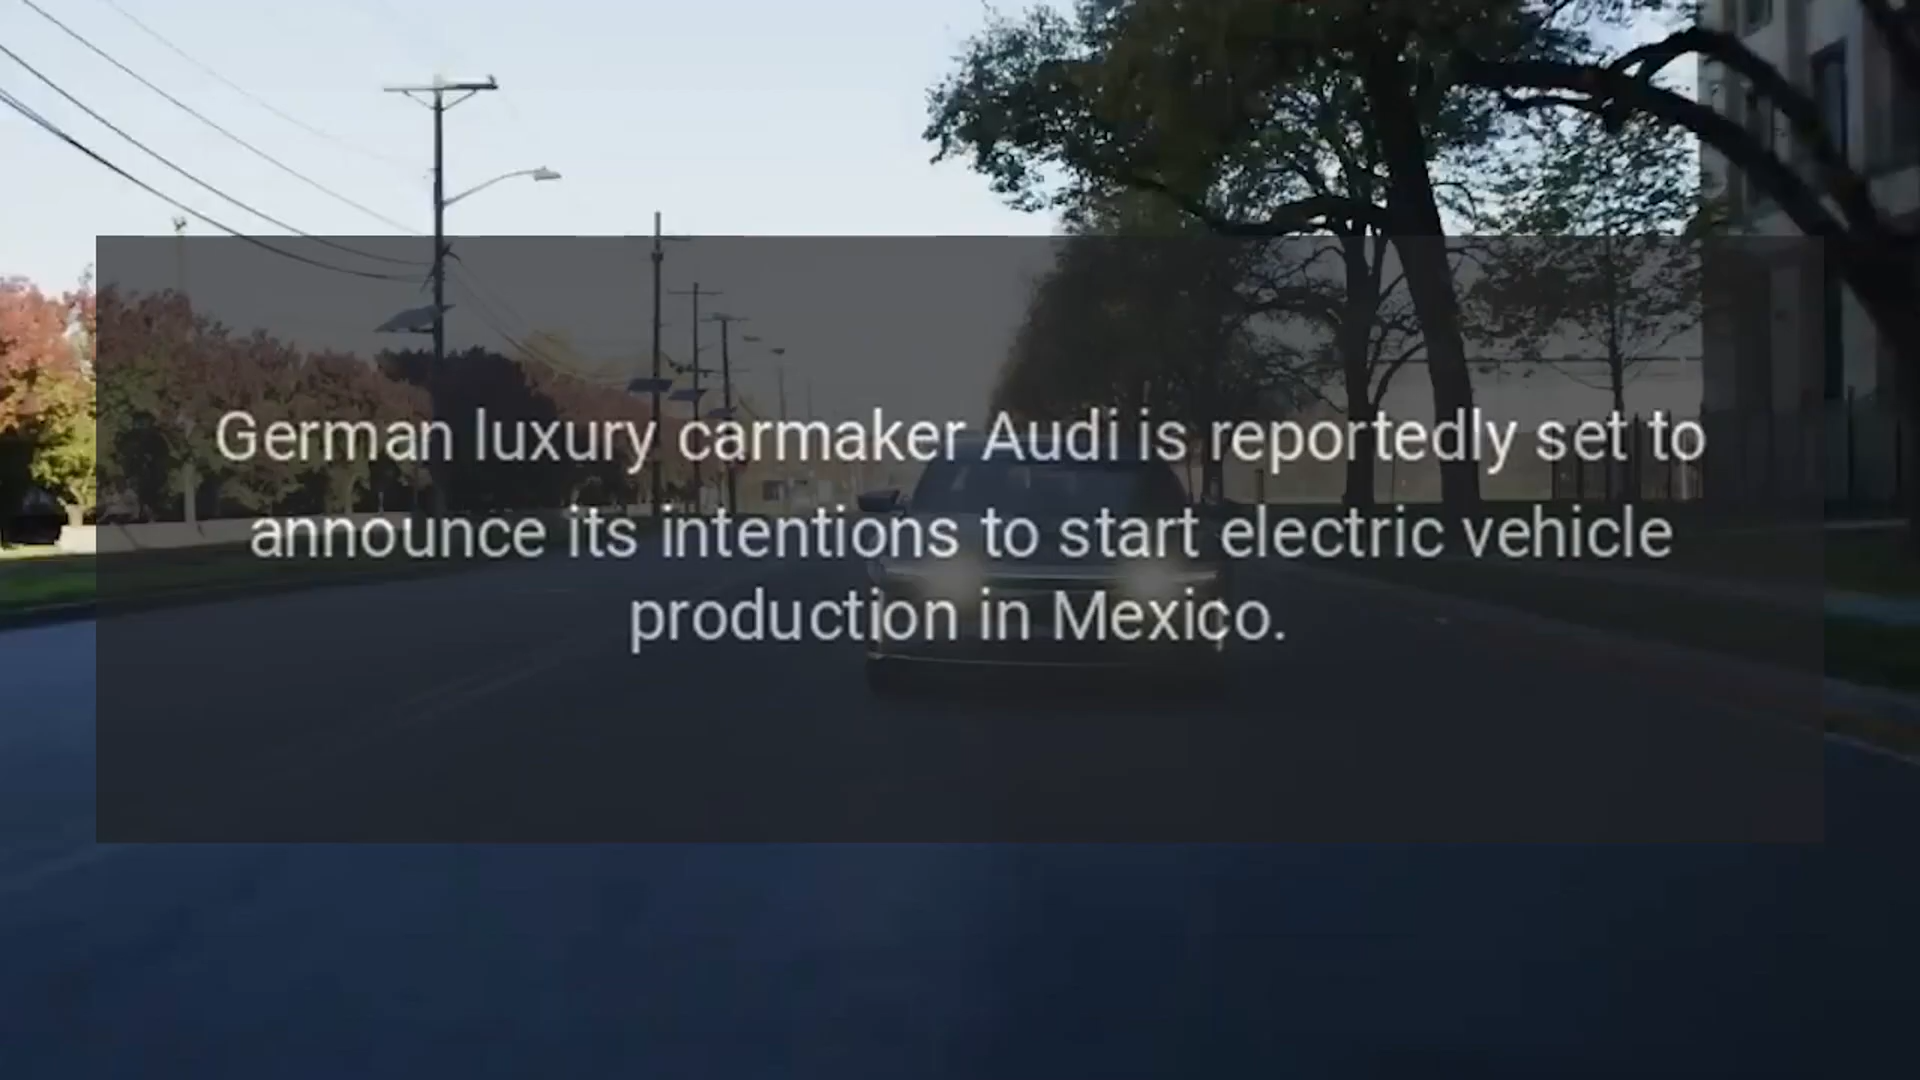 German luxury carmaker Audi is reportedly set to
announce its intentions to start electric vehicle
production in Mexico.